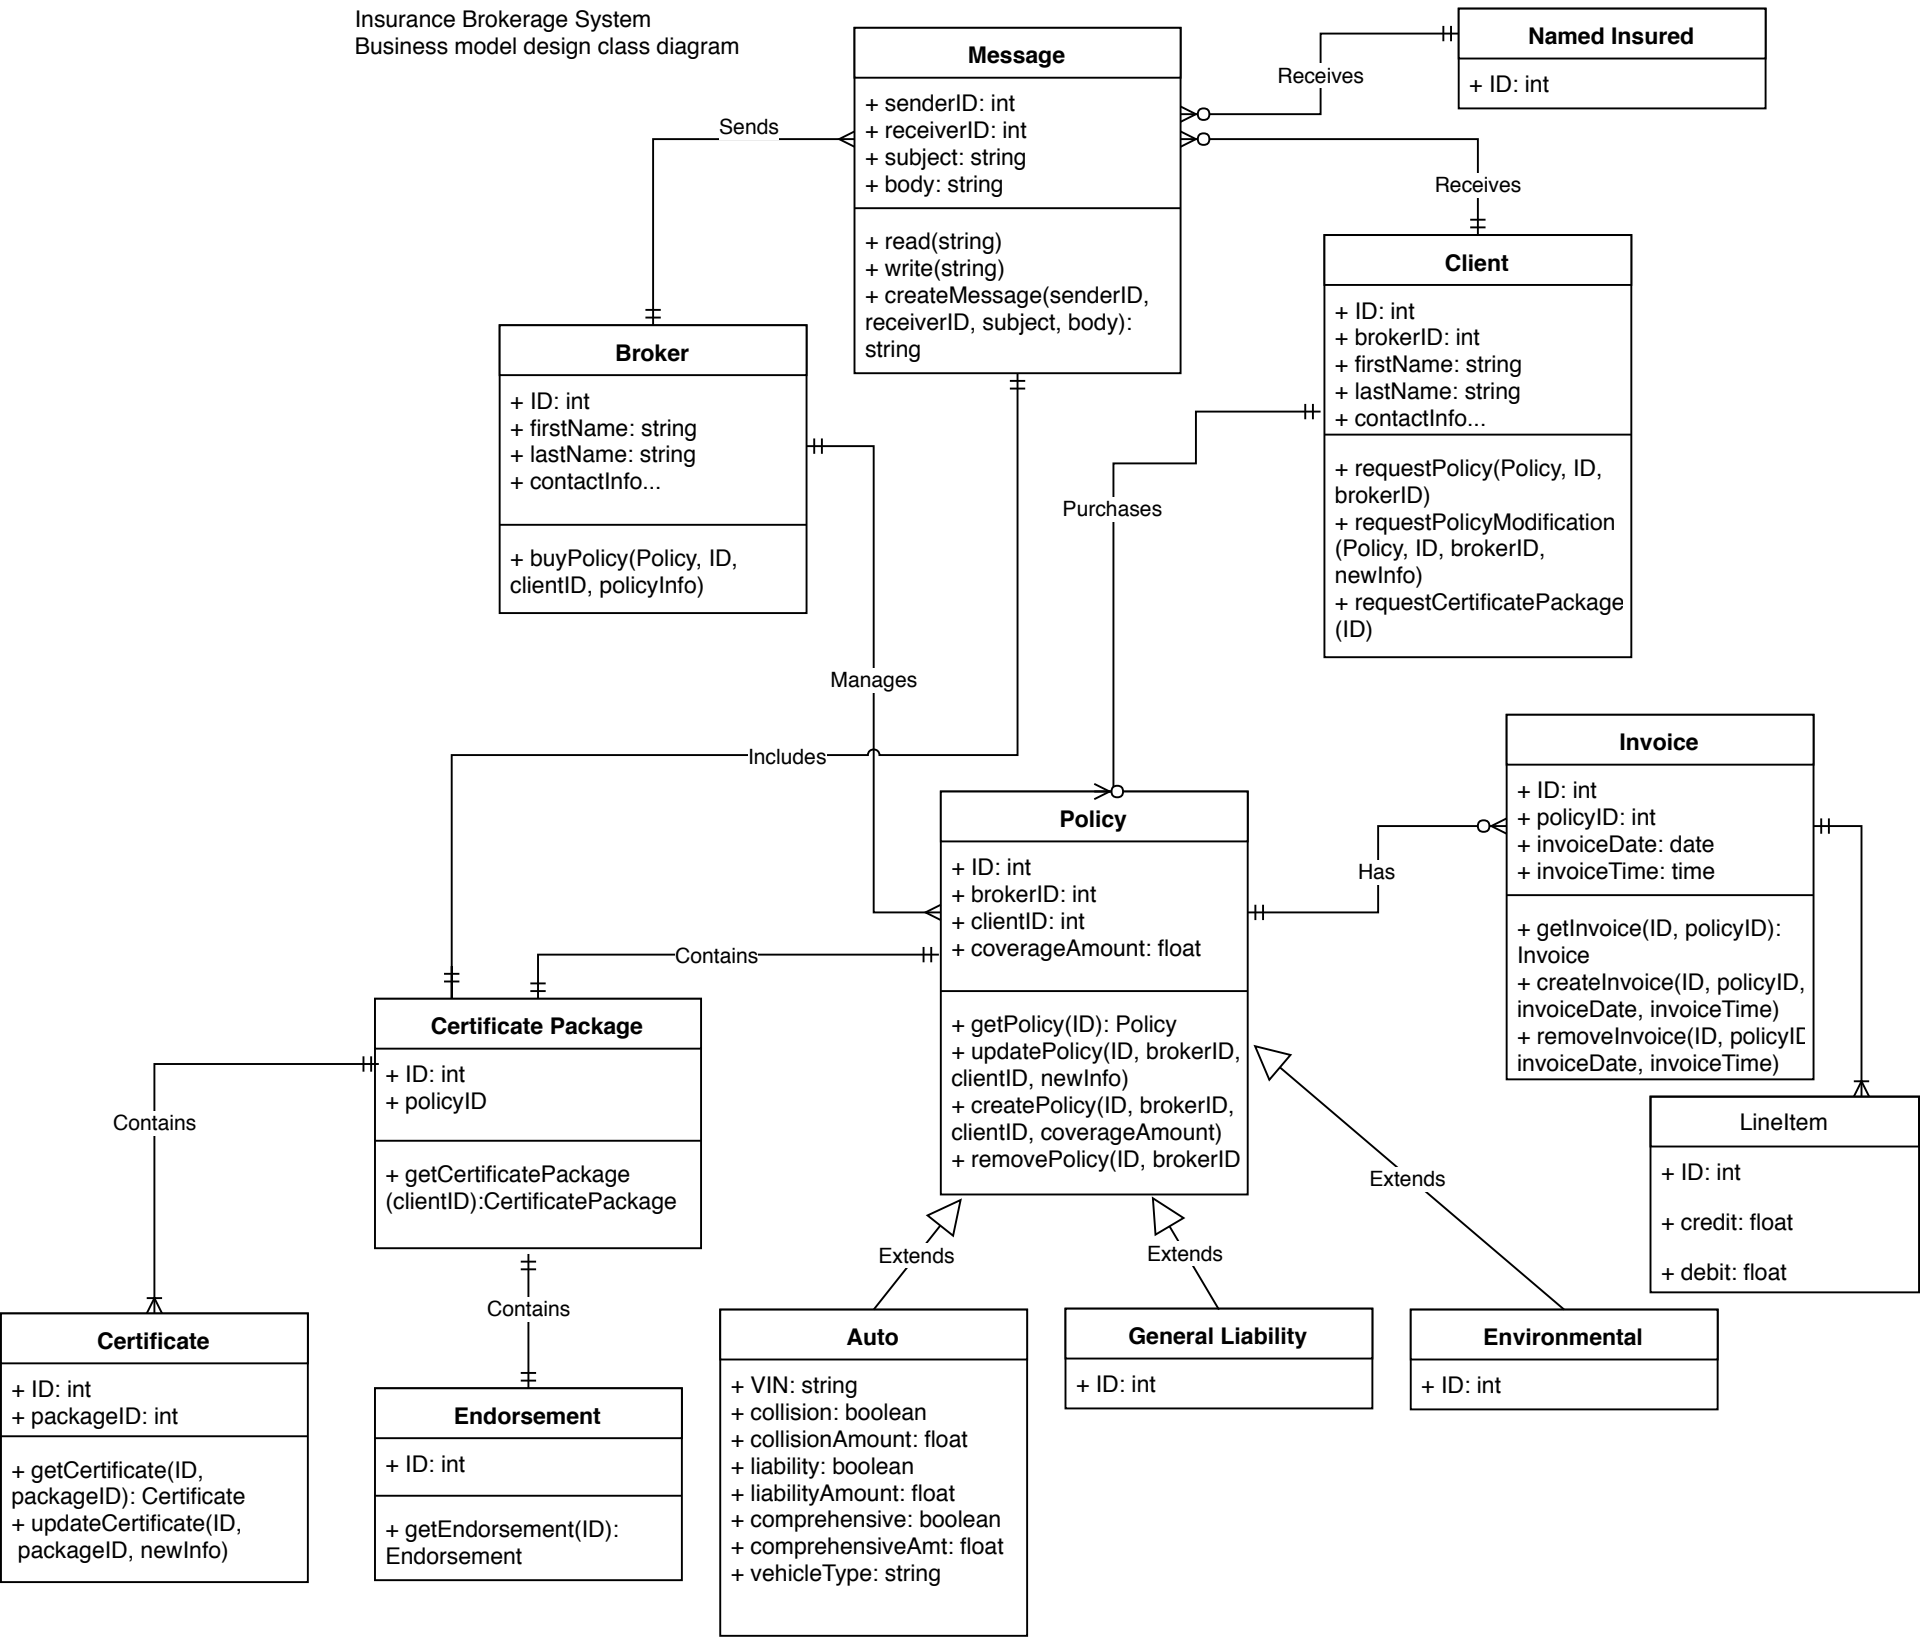 Insurance Brokerage System
Business model design class diagram
Message
+ senderID: int
+ receiverID: int
+ subject: string
+ body: string
+ read(string)
+ write(string)
+ createMessage(senderID,
receiverID, subject, body):
string
Named Insured
+ ID: int
Receives
Sends
Receives
Client
+ ID: int
+ brokerID: int
+ firstName: string
+ lastName: string
+ contactInfo...
+ requestPolicy(Policy, ID,
brokerID)
+ requestPolicyModification
(Policy, ID, brokerID,
newInfo)
+ requestCertificatePackage
(ID)
Broker
+ ID: int
+ firstName: string
+ lastName: string
+ contactInfo...
+ buyPolicy(Policy, ID,
clientID, policyInfo)
Purchases
Manages
Includes
Invoice
+ ID: int
+ policyID: int
+ invoiceDate: date
+ invoiceTime: time
+ getInvoice(ID, policyID):
Invoice
+ createInvoice(ID, policyID,
invoiceDate, invoiceTime)
+ removeInvoice(ID, policyID
invoiceDate, invoiceTime)
Policy
+ ID: int
+ brokerID: int
+ clientID: int
+ coverageAmount: float
+ getPolicy(ID): Policy
+ updatePolicy(ID, brokerID,
clientID, newInfo)
+ createPolicy(ID, brokerID,
clientID, coverageAmount)
+ removePolicy(ID, brokerID
Has
Contains
Certificate Package
+ ID: int
+ policyID
+ getCertificatePackage
(clientID):CertificatePackage
Contains
LineItem
+ ID: int
+ credit: float
+ debit: float
Extends
Extends
Extends
Contains
Certificate
+ ID: int
+ packageID: int
+ getCertificate(ID,
packageID): Certificate
+ updateCertificate(ID,
packageID, newInfo)
Endorsement
+ ID: int
+ getEndorsement(ID):
Endorsement
Auto
+ VIN: string
+ collision: boolean
+ collisionAmount: float
+ liability: boolean
+ liabilityAmount: float
+ comprehensive: boolean
+ comprehensiveAmt: float
+ vehicleType: string
General Liability
+ ID: int
Environmental
+ ID: int